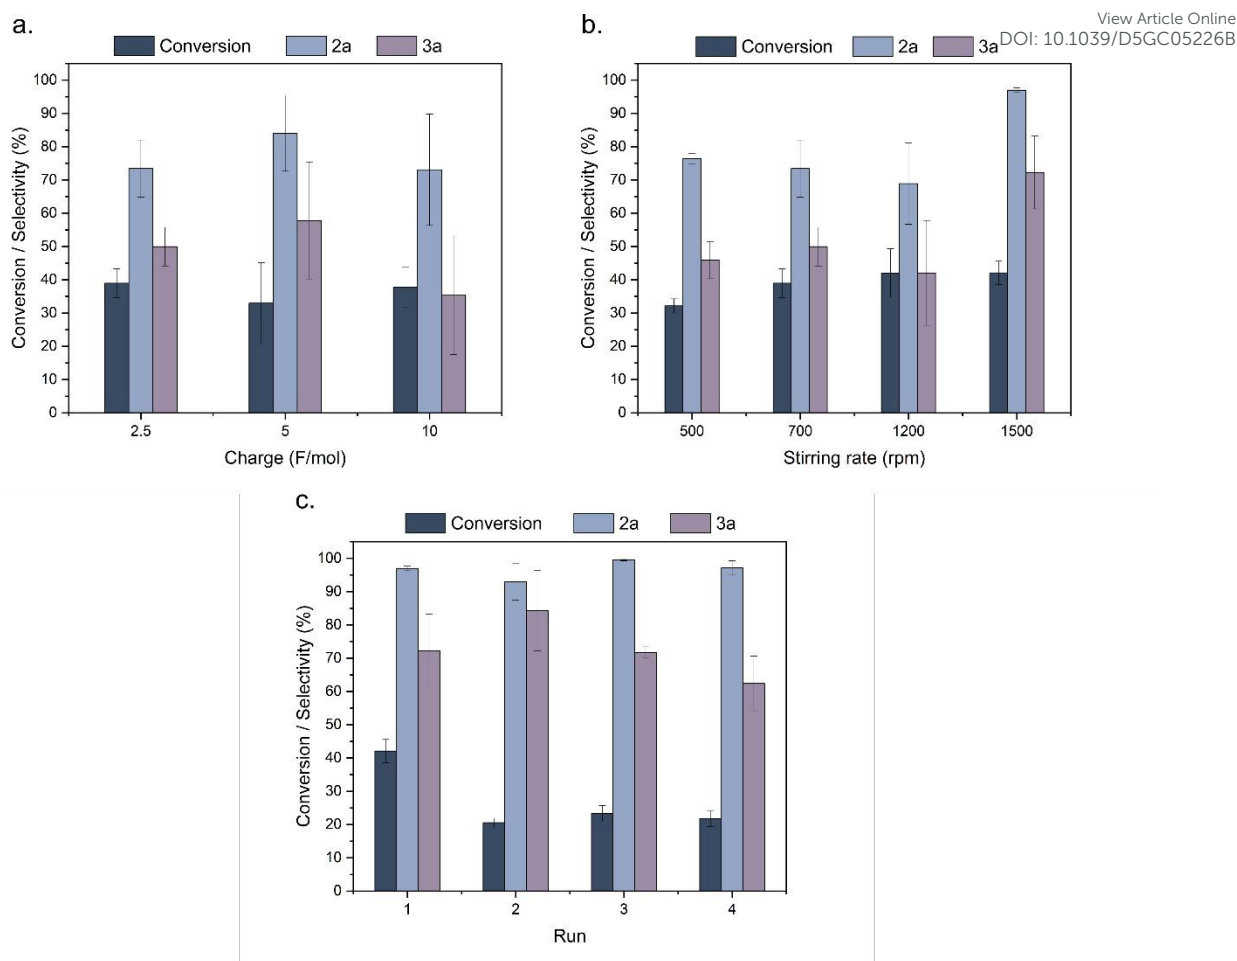 View Article Online
DOI: 10.1039/D5GC05226B
a.
Conversion 2a 3a
Conversion / Selectivity (%)
100
90
80
70
60
50
40
30
20
10
0
2.5 5 10
Charge (F/mol)
b.
Conversion 2a 3a
Conversion / Selectivity (%)
100
90
80
70
60
50
40
30
20
10
0
500 700 1200 1500
Stirring rate (rpm)
c.
Conversion 2a 3a
Conversion / Selectivity (%)
100
90
80
70
60
50
40
30
20
10
0
1 2 3 4
Run